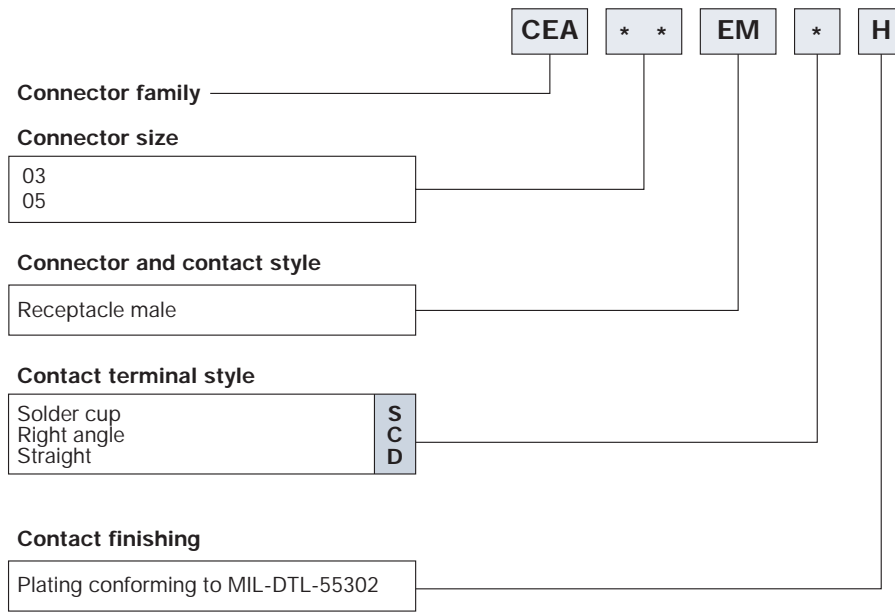 CEA * * EM * H
Connector family
Connector size
03
05
Connector and contact style
Receptacle male
Contact terminal style
Solder cup S
Right angle C
Straight D
Contact finishing
Plating conforming to MIL-DTL-55302